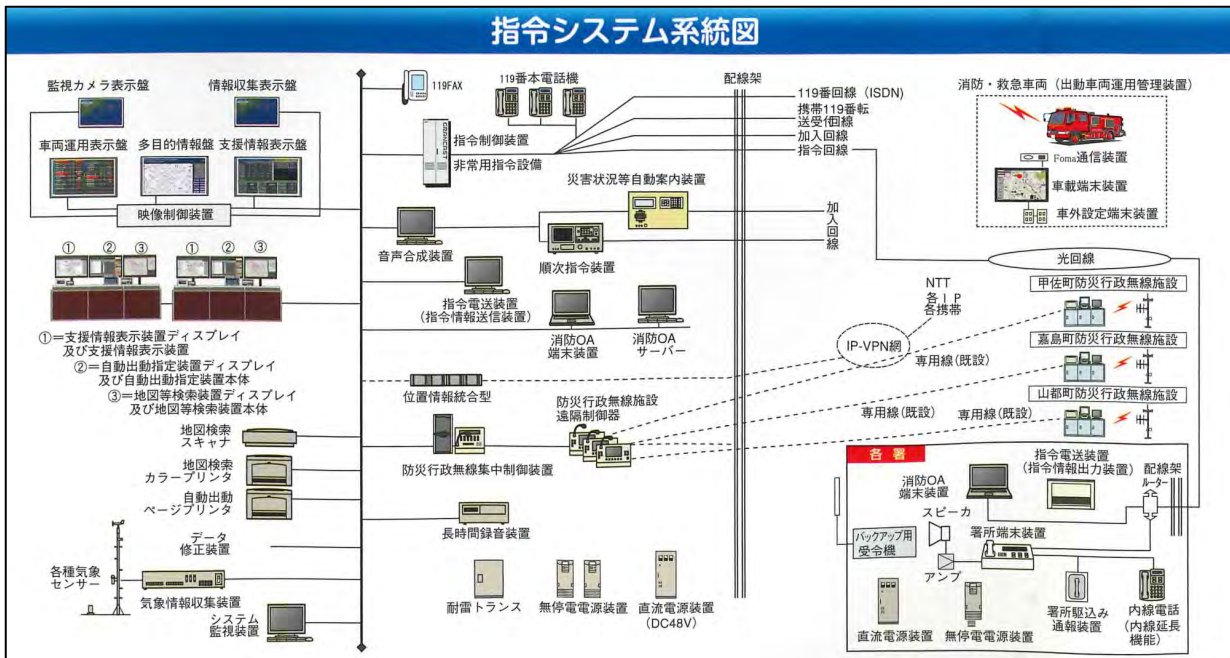 指令システム系統図
監視カメラ表示盤
情報収集表示盤
車両運用表示盤
多目的情報盤
支援情報表示盤
映像制御装置
① ② ③
① ② ③
①=支援情報表示装置ディスプレイ
及び支援情報表示装置
②=自動出動指定装置ディスプレイ
及び自動出動指定装置本体
③=地図等検索装置ディスプレイ
及び地図等検索装置本体
地図検索
スキャナ
地図検索
カラープリンタ
自動出動
ページプリンタ
データ
修正装置
各種気象
センサー
気象情報収集装置
システム
監視装置
119FAX
119番本電話機
指令制御装置
非常用指令設備
災害状況等自動案内装置
音声合成装置
順次指令装置
指令電送装置
(指令情報送信装置)
消防OA
端末装置
消防OA
サーバー
位置情報統合型
防災行政無線施設
遠隔制御器
防災行政無線集中制御装置
長時間録音装置
耐雷トランス
無停電電源装置
直流電源装置
(DC48V)
配線架
119番回線(ISDN)
携帯119番転
送受付回線
加入回線
指令回線
加入回線
NTT
各IP
各携帯
IP-VPN網
専用線(既設)
専用線(既設)
専用線(既設)
消防・救急車両(出動車両運用管理装置)
Foma通信装置
車載端末装置
車外設定端末装置
光回線
甲佐町防災行政無線施設
嘉島町防災行政無線施設
山都町防災行政無線施設
各署
消防OA
端末装置
指令電送装置
(指令情報出力装置)
配線架
ルーター
バックアップ用
受令機
スピーカ
アンプ
署所端末装置
直流電源装置
無停電電源装置
署所駆込み
通報装置
内線電話
(内線延長
機能)